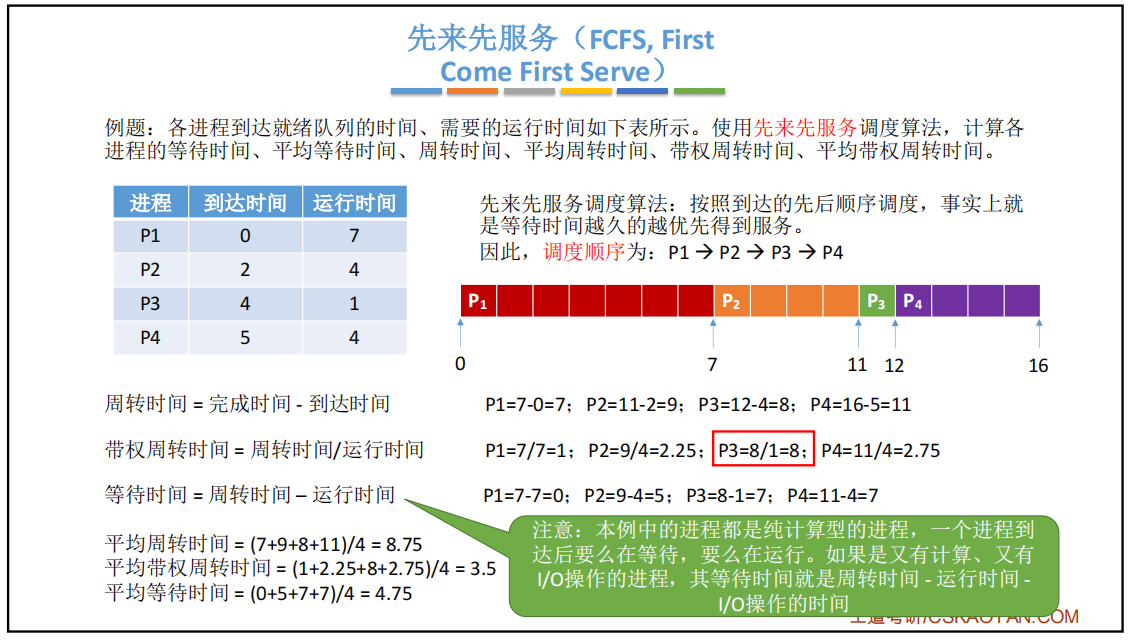 先来先服务（FCFS, First
Come First Serve）
例题：各进程到达就绪队列的时间、需要的运行时间如下表所示。使用先来先服务调度算法，计算各
进程的等待时间、平均等待时间、周转时间、平均周转时间、带权周转时间、平均带权周转时间。
进程 到达时间 运行时间
P1 0 7
P2 2 4
P3 4 1
P4 5 4
先来先服务调度算法：按照到达的先后顺序调度，事实上就
是等待时间越久的越优先得到服务。
因此，调度顺序为：P1 → P2 → P3 → P4
P1 P2 P3 P4
0 7 11 12 16
周转时间 = 完成时间 - 到达时间 P1=7-0=7；P2=11-2=9；P3=12-4=8；P4=16-5=11
带权周转时间 = 周转时间/运行时间 P1=7/7=1；P2=9/4=2.25；P3=8/1=8；P4=11/4=2.75
等待时间 = 周转时间 – 运行时间 P1=7-7=0；P2=9-4=5；P3=8-1=7；P4=11-4=7
平均周转时间 = (7+9+8+11)/4 = 8.75
平均带权周转时间 = (1+2.25+8+2.75)/4 = 3.5
平均等待时间 = (0+5+7+7)/4 = 4.75
注意：本例中的进程都是纯计算型的进程，一个进程到
达后要么在等待，要么在运行。如果是又有计算、又有
I/O操作的进程，其等待时间就是周转时间 - 运行时间 -
I/O操作的时间
王道考研/CSKAOYAN.COM